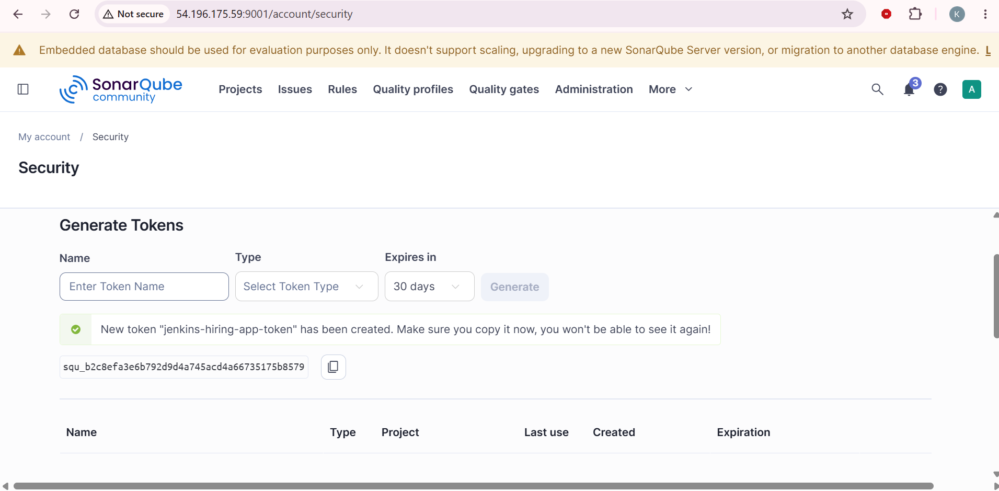 Not secure 54.196.175.59:9001/account/security K
Embedded database should be used for evaluation purposes only. It doesn't support scaling, upgrading to a new SonarQube Server version, or migration to another database engine. L
SonarQube community Projects Issues Rules Quality profiles Quality gates Administration More 3 ? A
My account / Security
Security
Generate Tokens
Name Type Expires in
Enter Token Name Select Token Type 30 days Generate
New token "jenkins-hiring-app-token" has been created. Make sure you copy it now, you won't be able to see it again!
squ_b2c8efa3e6b792d9d4a745acd4a66735175b8579
Name Type Project Last use Created Expiration